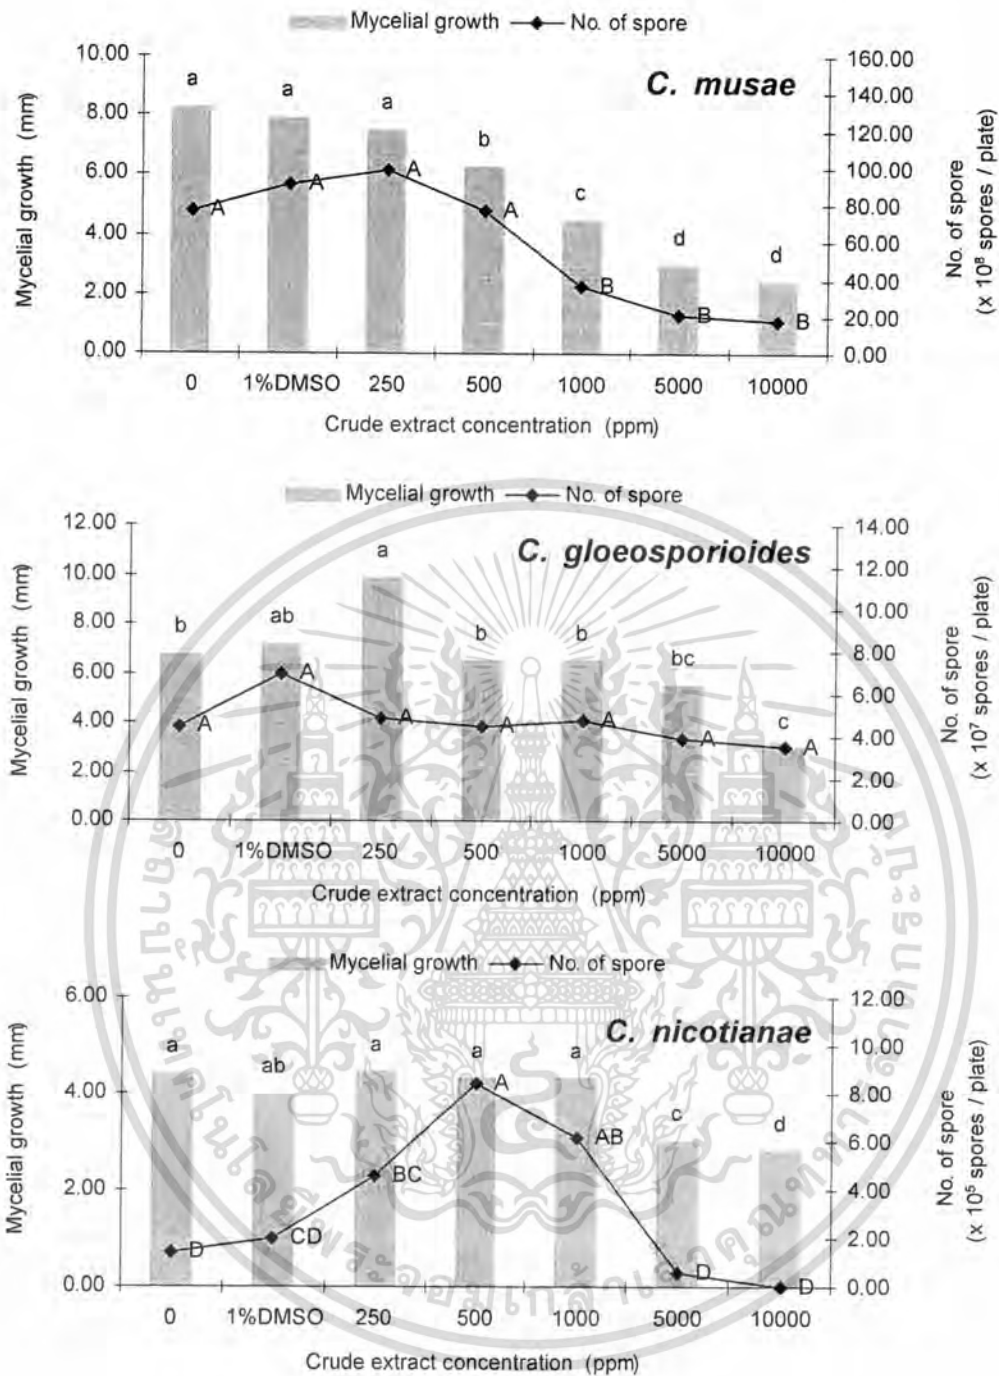 Mycelial growth No. of spore
C. musae
Mycelial growth (mm)
10.00
8.00
6.00
4.00
2.00
0.00
a a a b c d d
A A A A B B B
160.00
140.00
120.00
100.00
80.00
60.00
40.00
20.00
0.00
No. of spore
(x 10⁸ spores / plate)
0 1%DMSO 250 500 1000 5000 10000
Crude extract concentration (ppm)
Mycelial growth No. of spore
C. gloeosporioides
Mycelial growth (mm)
12.00
10.00
8.00
6.00
4.00
2.00
0.00
b ab a b b bc c
A A A A A A A
14.00
12.00
10.00
8.00
6.00
4.00
2.00
0.00
No. of spore
(x 10⁷ spores / plate)
0 1%DMSO 250 500 1000 5000 10000
Crude extract concentration (ppm)
Mycelial growth No. of spore
C. nicotianae
Mycelial growth (mm)
6.00
4.00
2.00
0.00
a ab a a a c d
D CD BC A AB D D
12.00
10.00
8.00
6.00
4.00
2.00
0.00
No. of spore
(x 10⁵ spores / plate)
0 1%DMSO 250 500 1000 5000 10000
Crude extract concentration (ppm)